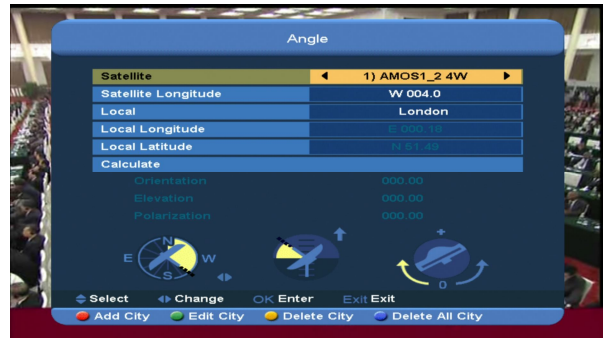 Angle
Satellite 1) AMOS1_2 4W
Satellite Longitude W 004.0
Local London
Local Longitude E 000.18
Local Latitude N 51.49
Calculate
Orientation 000.00
Elevation 000.00
Polarization 000.00
N
E W
S
+
0
Select Change OK Enter Exit Exit
Add City Edit City Delete City Delete All City